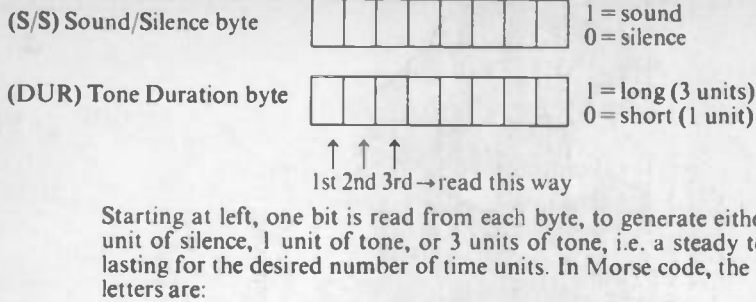 (S/S) Sound/Silence byte
1 = sound
0 = silence
(DUR) Tone Duration byte
1 = long (3 units)
0 = short (1 unit)
1st 2nd 3rd → read this way
Starting at left, one bit is read from each byte, to generate
unit of silence, 1 unit of tone, or 3 units of tone, i.e. a steady
lasting for the desired number of time units. In Morse code, the
letters are: